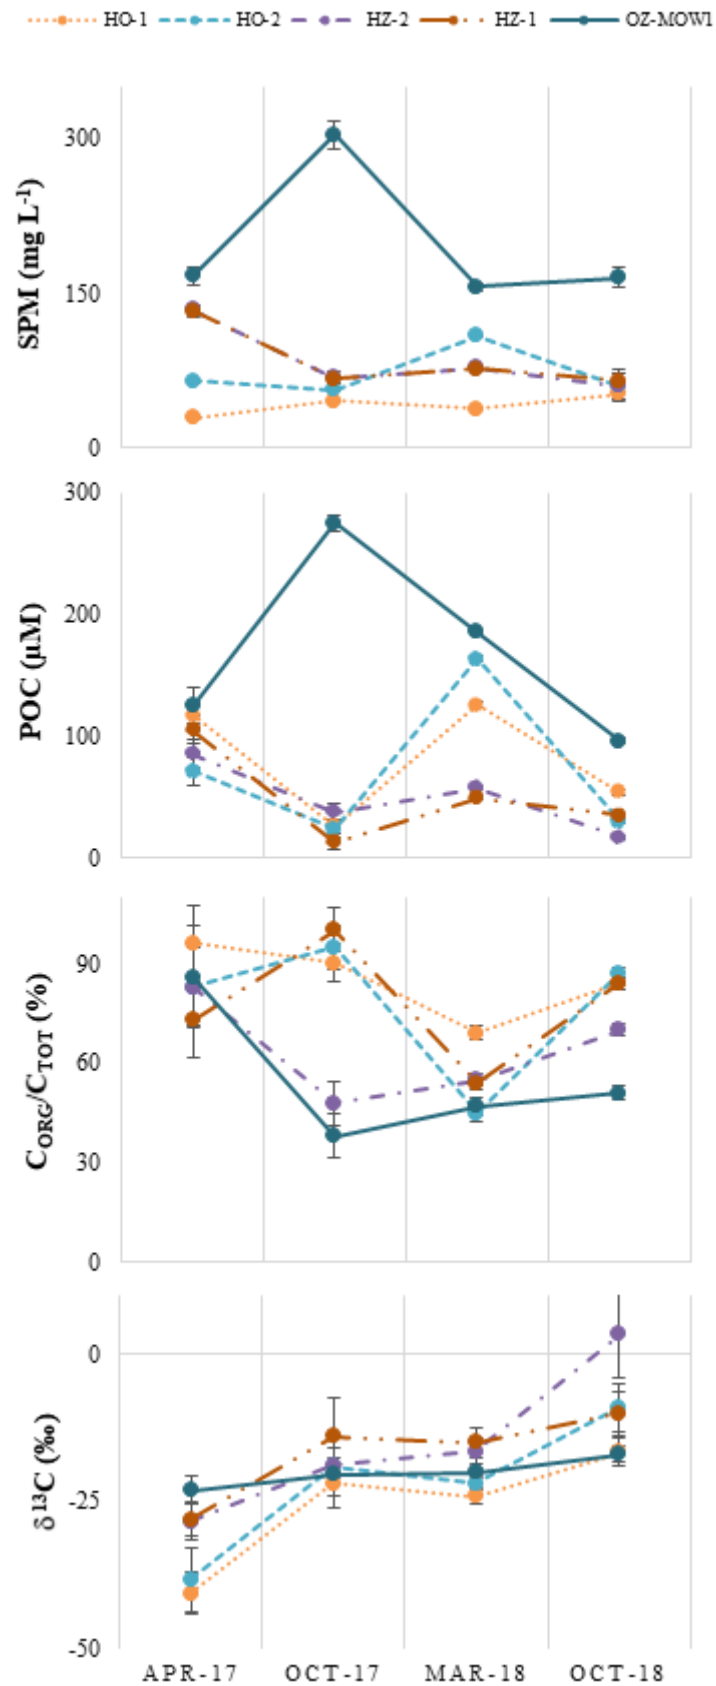 HO-1 HO-2 HZ-2 HZ-1 OZ-MOW1
SPM (mg L⁻¹)
300
150
0
POC (µM)
300
200
100
0
C_ORG/C_TOT (%)
90
60
30
0
δ¹³C (‰)
0
-25
-50
APR-17 OCT-17 MAR-18 OCT-18